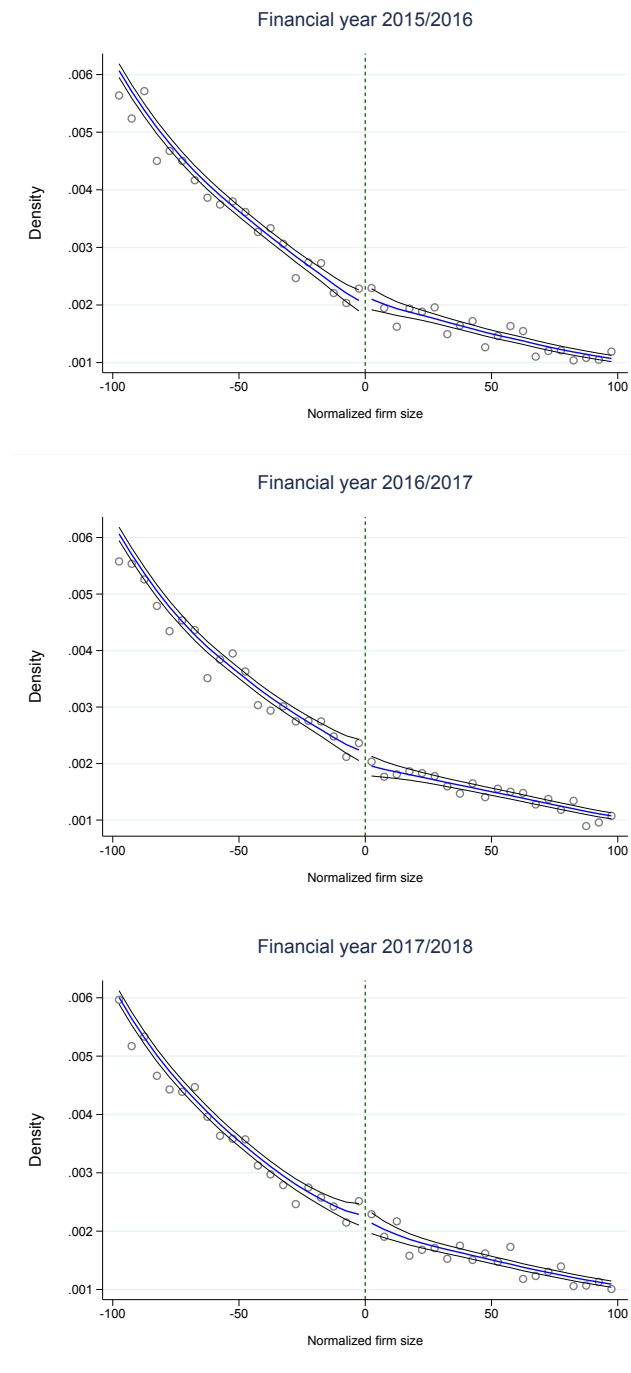 Financial year 2015/2016
.006
.005
.004
.003
.002
.001
Density
-100 -50 0 50 100
Normalized firm size
Financial year 2016/2017
.006
.005
.004
.003
.002
.001
Density
-100 -50 0 50 100
Normalized firm size
Financial year 2017/2018
.006
.005
.004
.003
.002
.001
Density
-100 -50 0 50 100
Normalized firm size